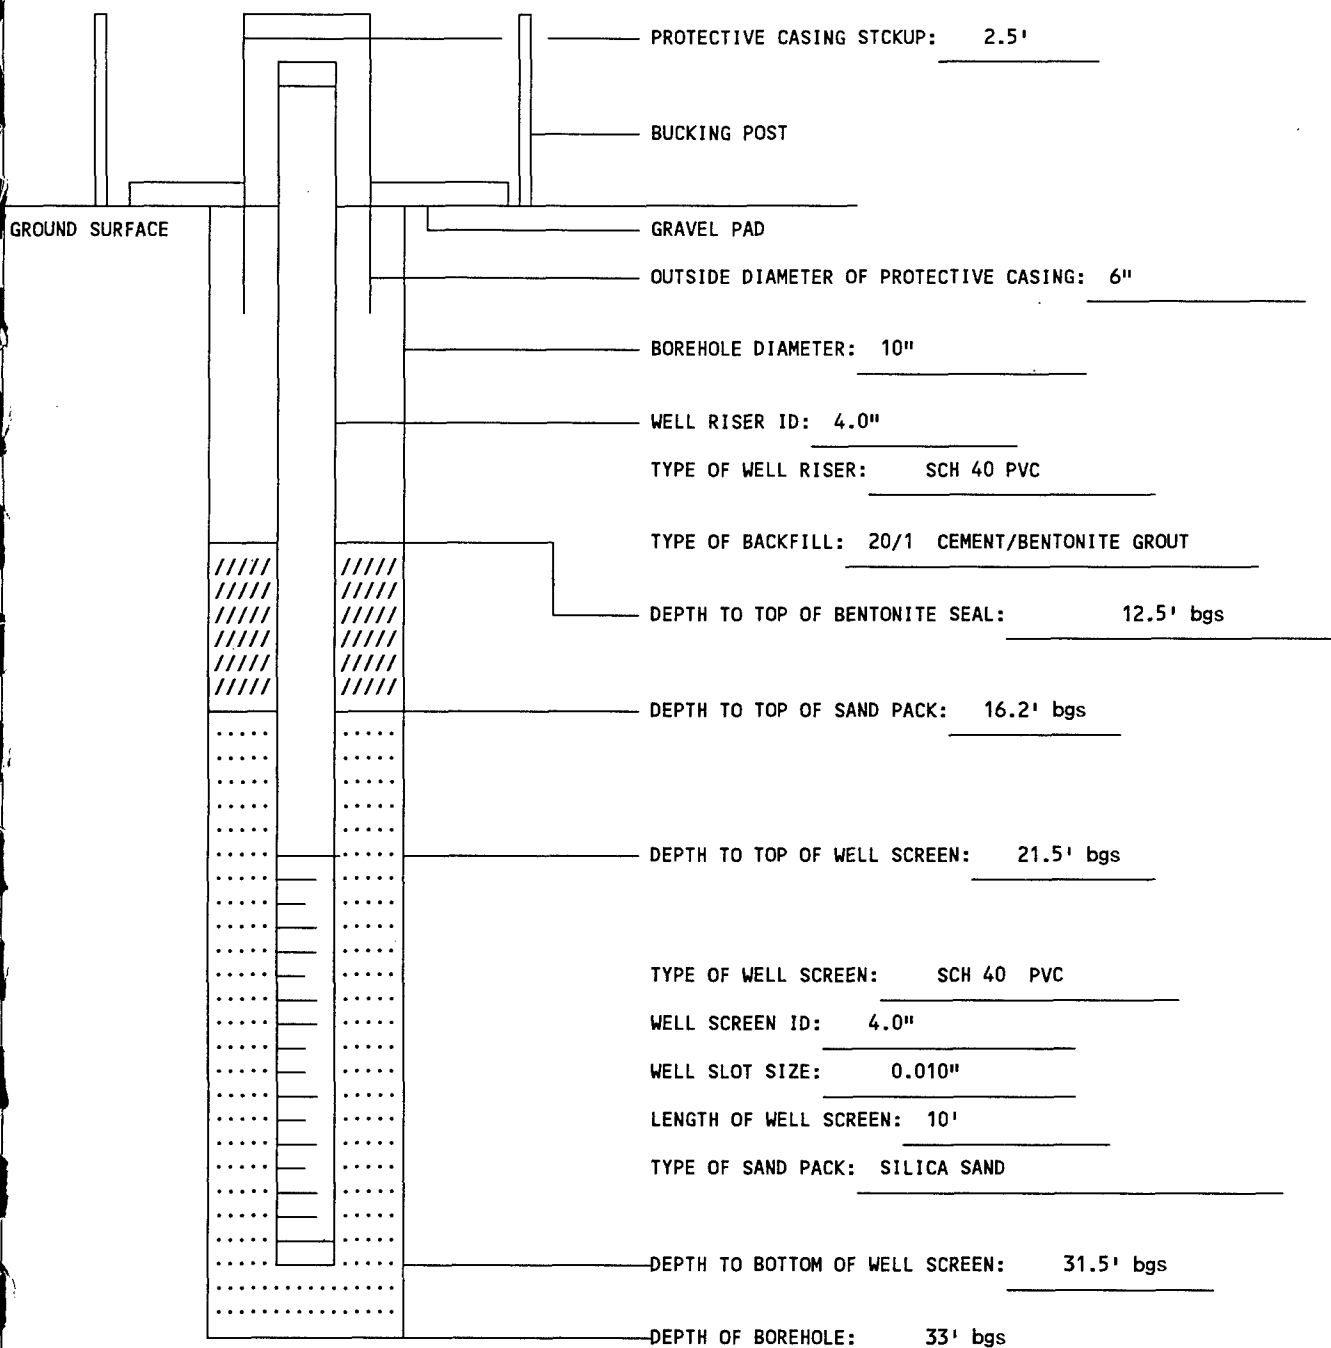 PROTECTIVE CASING STCKUP: 2.5'
BUCKING POST
GROUND SURFACE
GRAVEL PAD
OUTSIDE DIAMETER OF PROTECTIVE CASING: 6"
BOREHOLE DIAMETER: 10"
WELL RISER ID: 4.0"
TYPE OF WELL RISER: SCH 40 PVC
TYPE OF BACKFILL: 20/1 CEMENT/BENTONITE GROUT
DEPTH TO TOP OF BENTONITE SEAL: 12.5' bgs
DEPTH TO TOP OF SAND PACK: 16.2' bgs
DEPTH TO TOP OF WELL SCREEN: 21.5' bgs
TYPE OF WELL SCREEN: SCH 40 PVC
WELL SCREEN ID: 4.0"
WELL SLOT SIZE: 0.010"
LENGTH OF WELL SCREEN: 10'
TYPE OF SAND PACK: SILICA SAND
DEPTH TO BOTTOM OF WELL SCREEN: 31.5' bgs
DEPTH OF BOREHOLE: 33' bgs